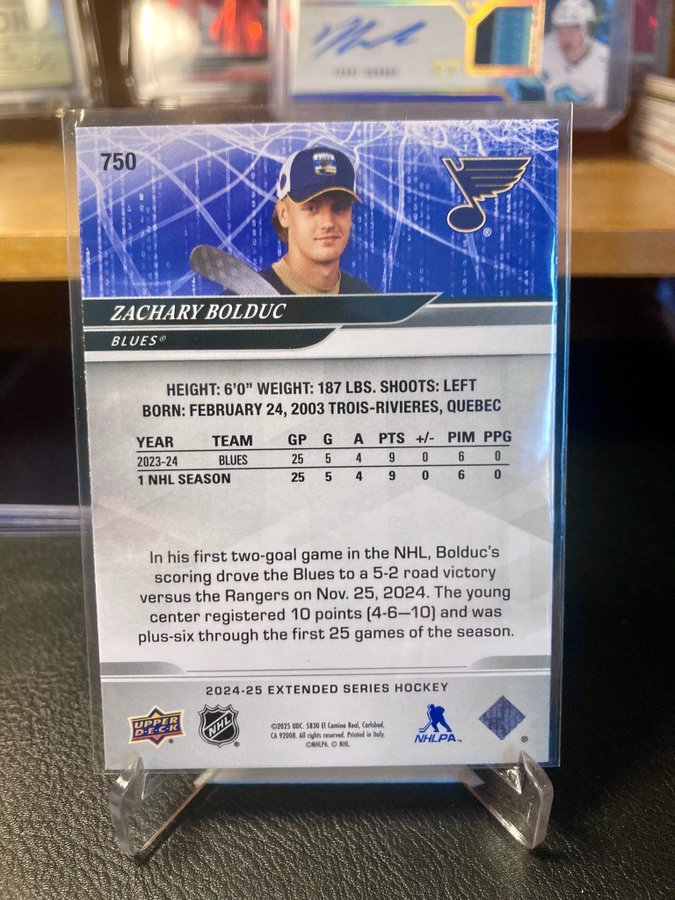 750
ZACHARY BOLDUC
BLUES®
HEIGHT: 6'0" WEIGHT: 187 LBS. SHOOTS: LEFT
BORN: FEBRUARY 24, 2003 TROIS-RIVIERES, QUEBEC
YEAR TEAM GP G A PTS +/- PIM PPG
2023-24 BLUES 25 5 4 9 0 6 0
1 NHL SEASON 25 5 4 9 0 6 0
In his first two-goal game in the NHL, Bolduc's
scoring drove the Blues to a 5-2 road victory
versus the Rangers on Nov. 25, 2024. The young
center registered 10 points (4-6—10) and was
plus-six through the first 25 games of the season.
2024-25 EXTENDED SERIES HOCKEY
UPPER
DECK
NHL
©2025 UDC. 5830 El Camino Real, Carlsbad,
CA 92008. All rights reserved. Printed in Italy.
©NHLPA. © NHL.
NHLPA™
®